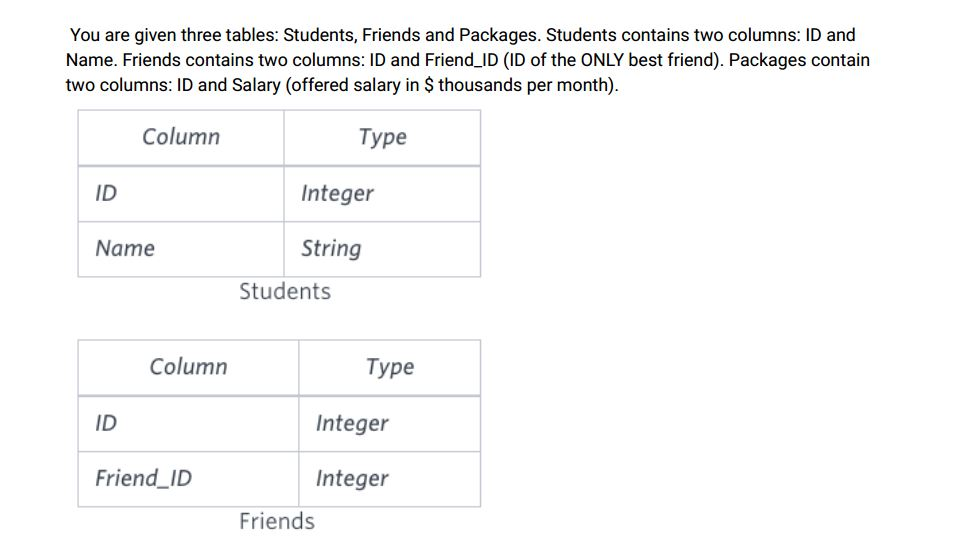 You are given three tables: Students, Friends and Packages. Students contains two columns: ID and
Name. Friends contains two columns: ID and Friend_ID (ID of the ONLY best friend). Packages contain
two columns: ID and Salary (offered salary in $ thousands per month).
Column Type
ID Integer
Name String
Students
Column Type
ID Integer
Friend_ID Integer
Friends